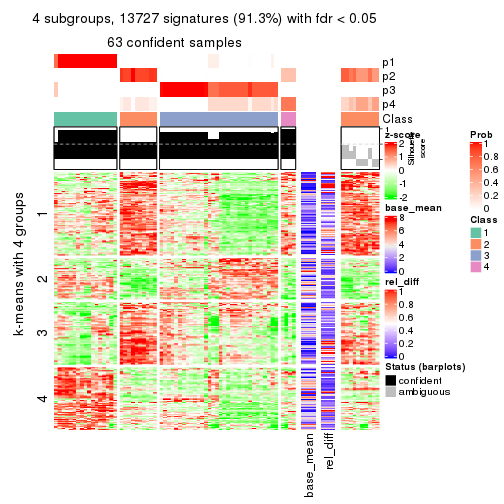 4 subgroups, 13727 signatures (91.3%) with fdr < 0.05
63 confident samples
p1
p2
p3
p4
Class
1
Silhouette
score
k-means with 4 groups
1
2
3
4
base_mean
rel_diff
z-score
2
1
0
-1
-2
base_mean
8
6
4
2
0
rel_diff
1
0.8
0.6
0.4
0.2
0
Status (barplots)
confident
ambiguous
Prob
1
0.8
0.6
0.4
0.2
0
Class
1
2
3
4